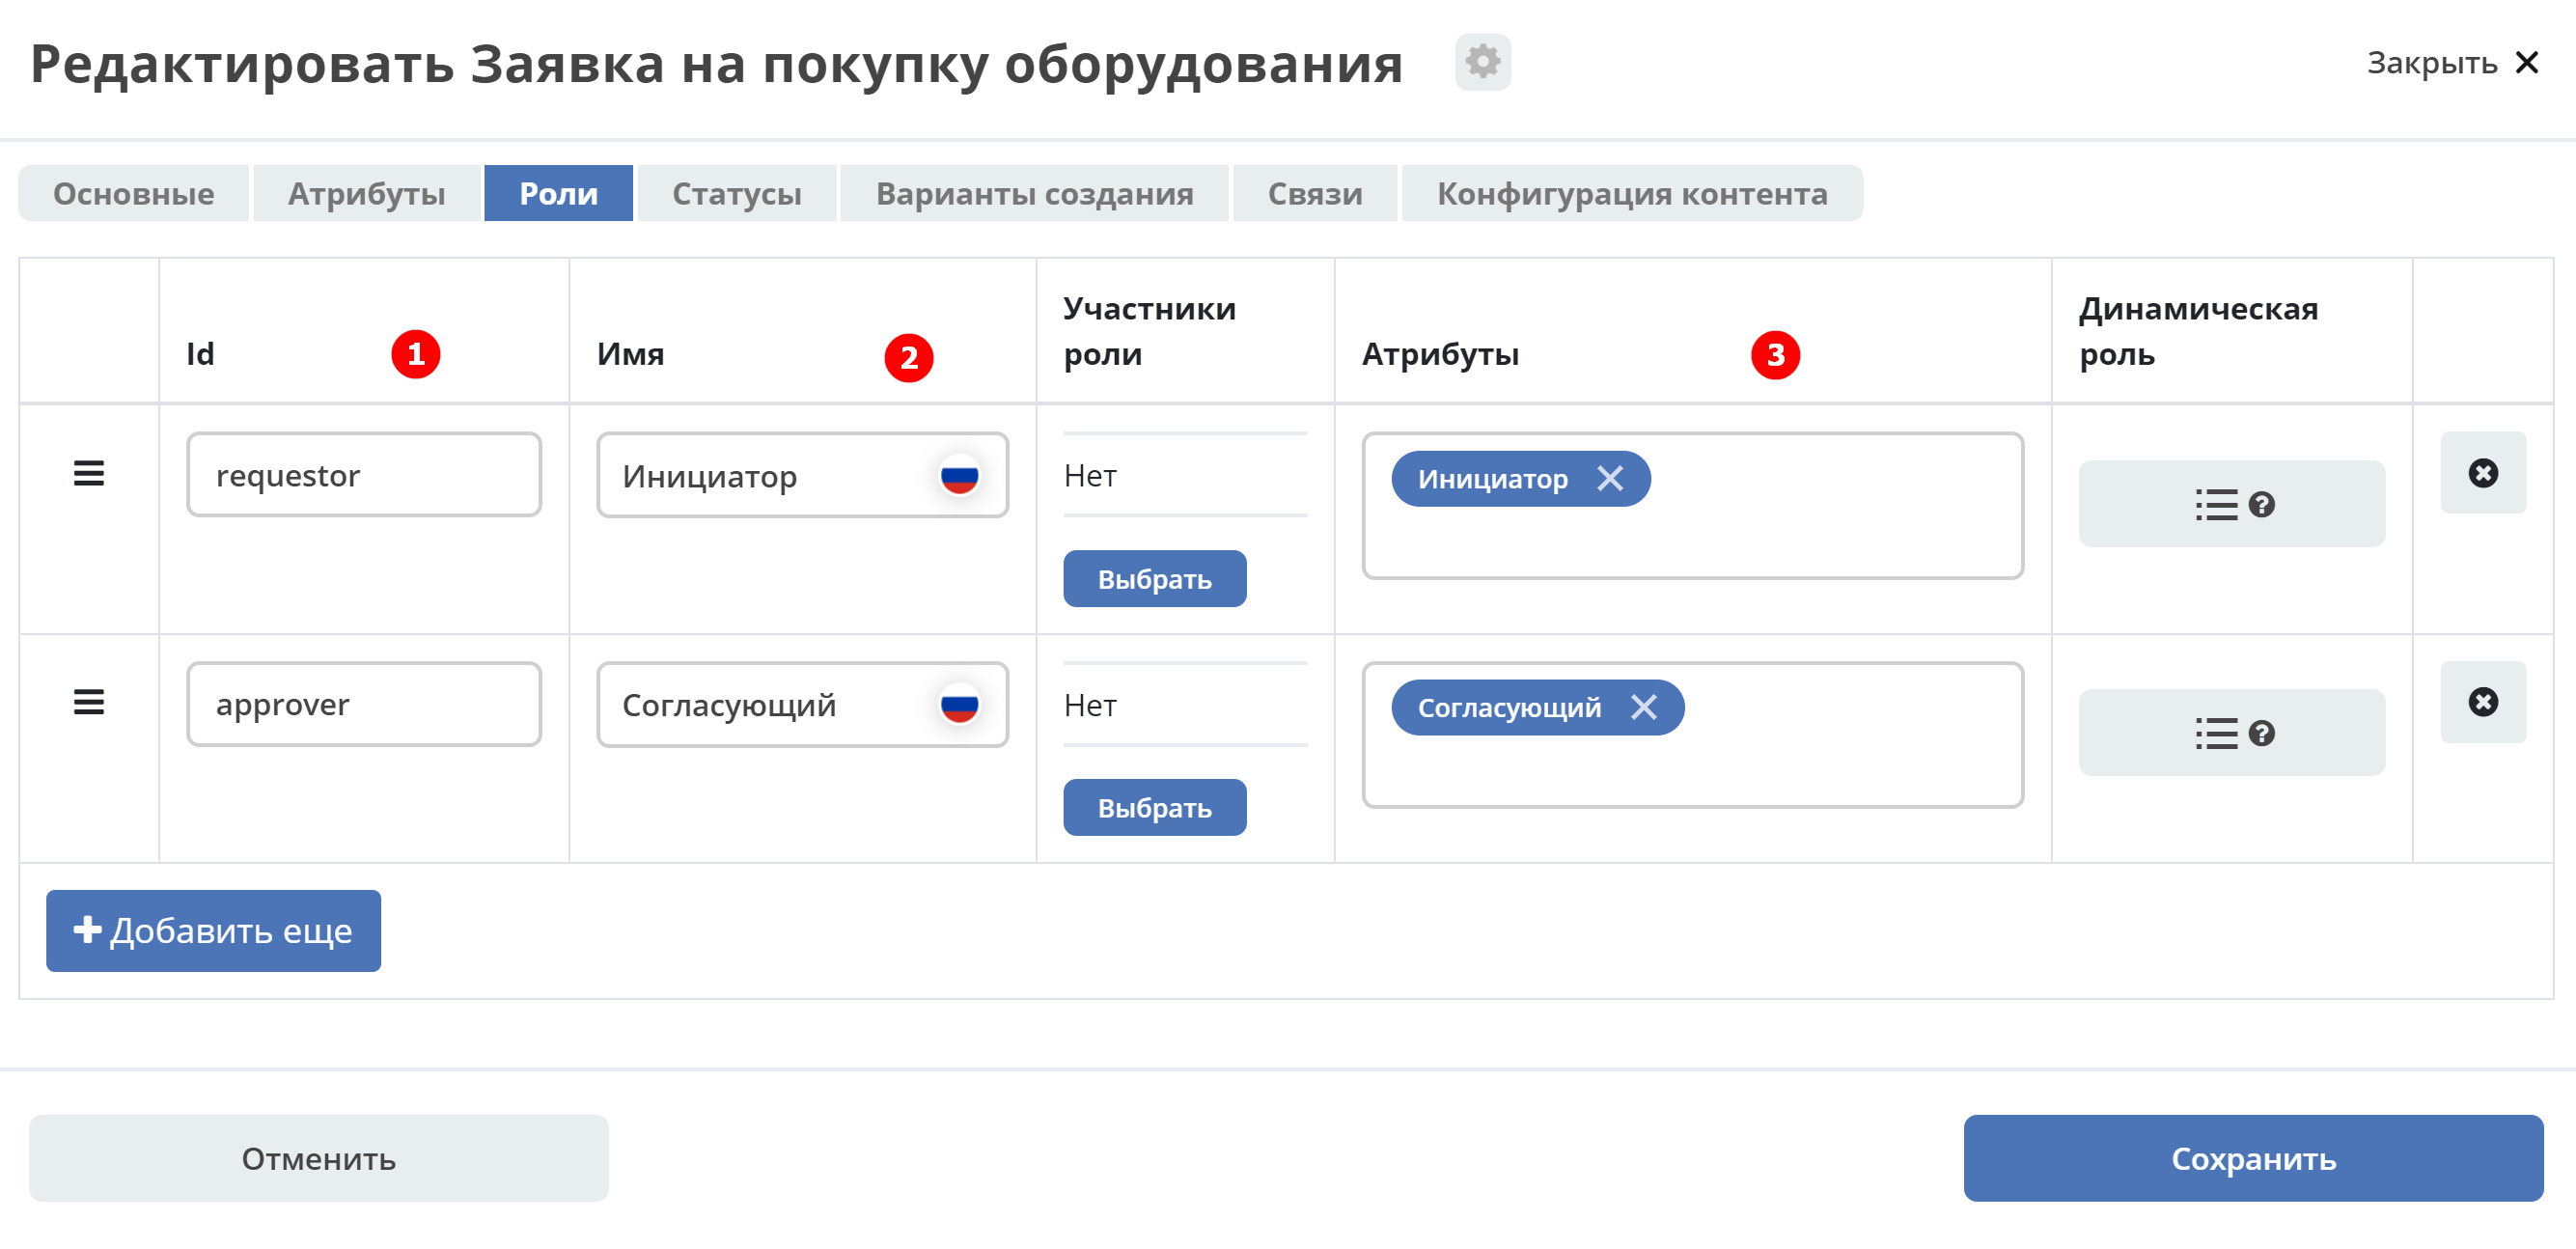 Редактировать Заявка на покупку оборудования
Закрыть
Основные Атрибуты Роли Статусы Варианты создания Связи Конфигурация контента
Id 1 Имя 2 Участники роли Атрибуты 3 Динамическая роль
requestor Инициатор Нет Инициатор ?
Выбрать
approver Согласующий Нет Согласующий ?
Выбрать
Добавить еще
Отменить Сохранить